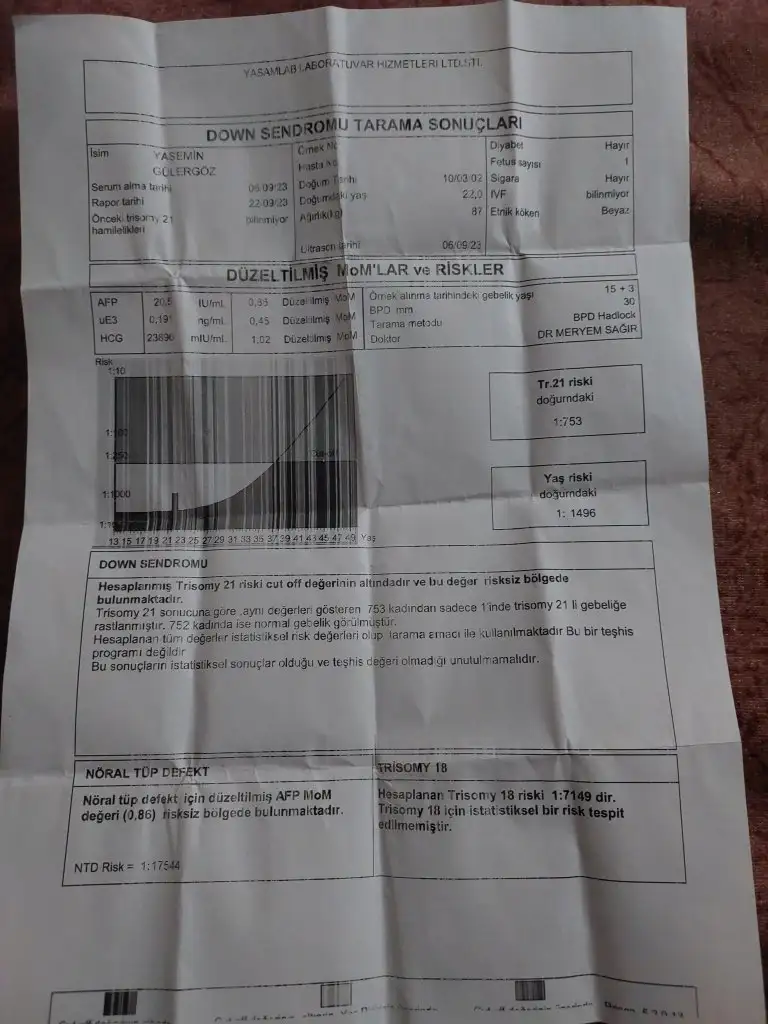 YASAMLAB LABORATUVAR HIZMETLERI LTD.STI.
DOWN SENDROMU TARAMA SONUÇLARI
İsim YASEMİN GÜLERGÖZ
Serum alma tarihi 06/09/23
Rapor tarihi 22/09/23
Önceki trisomy 21 hamilelikleri bilinmiyor
Örnek No
Hasta No
Doğum Tarihi 10/03/02
Doğumdaki yaş 22,0
Ağırlık(kg) 87
Ultrason tarihi 06/09/23
Diyabet Hayır
Fetus sayısı 1
Sigara Hayır
IVF bilinmiyor
Etnik köken Beyaz
DÜZELTİLMİŞ MoM'LAR ve RİSKLER
AFP 20,5 IU/mL 0,86 Düzeltilmiş MoM
uE3 0,191 ng/mL 0,45 Düzeltilmiş MoM
HCG 23890 mIU/mL 1,02 Düzeltilmiş MoM
Örnek alınma tarihindeki gebelik yaşı 15 + 3
BPD mm 30
Tarama metodu BPD Hadlock
Doktor DR MERYEM SAĞIR
Risk
1:10
1:100
1:250
1:1000
13 15 17 19 21 23 25 27 29 31 33 35 37 39 41 43 45 47 49 Yaş
Tr.21 riski
doğumdaki
1:753
Yaş riski
doğumdaki
1: 1496
DOWN SENDROMU
Hesaplanmış Trisomy 21 riski cut off değerinin altındadır ve bu değer risksiz bölgede
bulunmaktadır.
Trisomy 21 sonucuna göre ,aynı değerleri gösteren 753 kadından sadece 1'inde trisomy 21 li gebeliğe
rastlanmıştır. 752 kadında ise normal gebelik görülmüştür.
Hesaplanan tüm değerler istatistiksel risk değerleri olup, tarama amacı ile kullanılmaktadır Bu bir teşhis
programı değildir
Bu sonuçların istatistiksel sonuçlar olduğu ve teşhis değeri olmadığı unutulmamalıdır.
NÖRAL TÜP DEFEKT
Nöral tüp defekt için düzeltilmiş AFP MoM
değeri (0,86) risksiz bölgede bulunmaktadır.
NTD Risk = 1:17544
TRİSOMY 18
Hesaplanan Trisomy 18 riski 1:7149 dir.
Trisomy 18 için istatistiksel bir risk tespit
edilmemiştir.